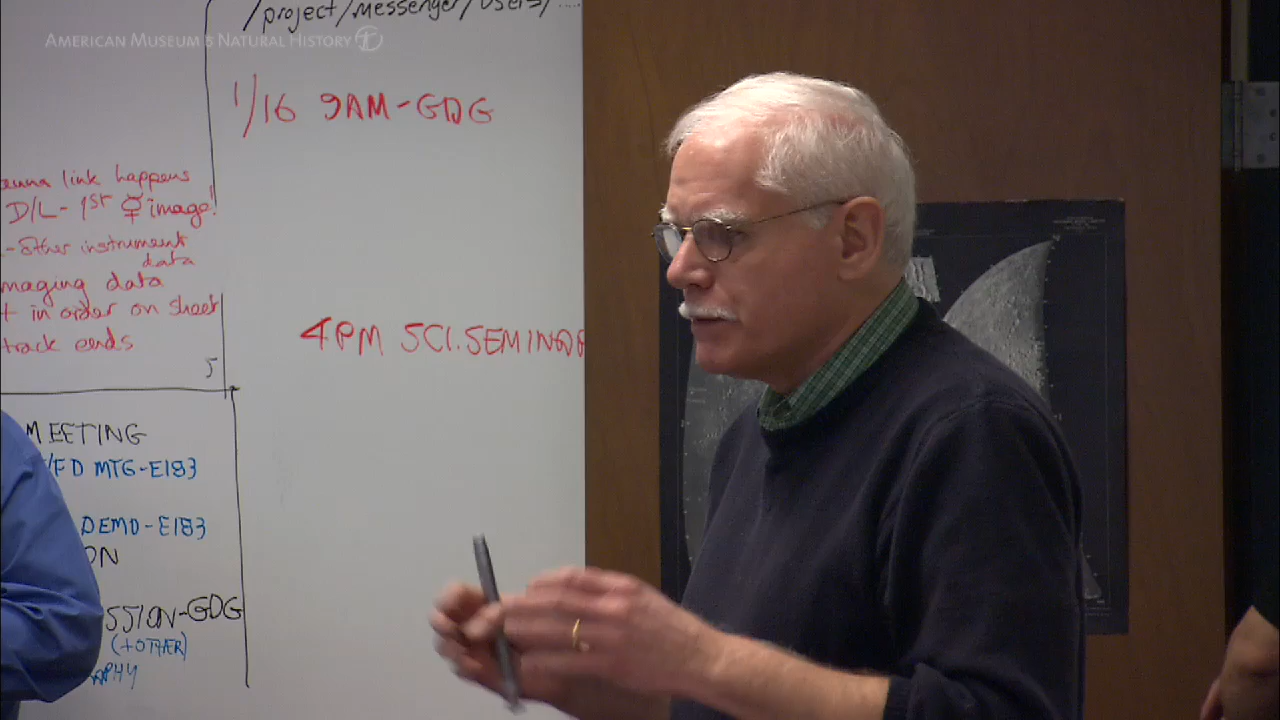 /project/messenger/users/....
AMERICAN MUSEUM & NATURAL HISTORY
1/16 9AM-GDG
link happens
D/L - 1st ☿ image!
- Other instrument
data
maging data
in order on sheet
track ends
5
4PM SCI. SEMINAR
MEETING
/FD MTG-E183
DEMO-E183
ON
SSION-GDG
(+OTHER)
APHY